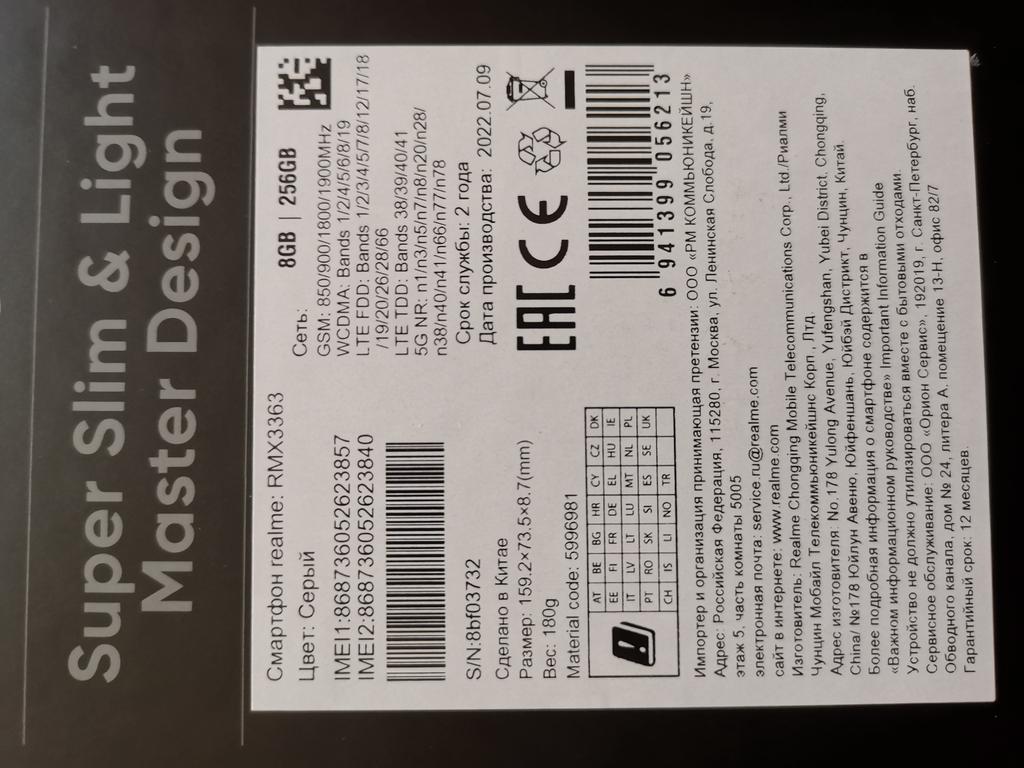 Super Slim & Light
Master Design
Смартфон realme: RMX3363
Цвет: Серый
IMEI1:868736052623857
IMEI2:868736052623840
S/N:8bf03732
Сделано в Китае
Размер: 159.2×73.5×8.7(mm)
Вес: 180g
Material code: 5996981
8GB | 256GB
Сеть:
GSM: 850/900/1800/1900MHz
WCDMA: Bands 1/2/4/5/6/8/19
LTE FDD: Bands 1/2/3/4/5/7/8/12/17/18
/19/20/26/28/66
LTE TDD: Bands 38/39/40/41
5G NR: n1/n3/n5/n7/n8/n20/n28/
n38/n40/n41/n66/n77/n78
Срок службы: 2 года
Дата производства: 2022.07.09
EAC CE
6 941399 056213
AT BE BG HR CY CZ DK
EE FI FR DE EL HU IE
IT LV LT LU MT NL PL
PT RO SK SI ES SE UK
CH IS LI NO TR
Импортер и организация принимающая претензии: ООО «РМ КОММЬЮНИКЕЙШН»
Адрес: Российская Федерация, 115280, г. Москва, ул. Ленинская Слобода, д.19,
этаж 5, часть комнаты 5005
электронная почта: service.ru@realme.com
сайт в интернете: www.realme.com
Изготовитель: Realme Chongqing Mobile Telecommunications Corp., Ltd./Риалми
Чунцин Мобайл Телекоммьюникейшнс Корп., Лтд
Адрес изготовителя: No.178 Yulong Avenue, Yufengshan, Yubei District. Chongqing,
China/ №178 Юйлун Авеню, Юйфеншань, Юйбэй Дистрикт, Чунцин, Китай.
Более подробная информация о смартфоне содержится в
«Важном информационном руководстве» Important Information Guide
Устройство не должно утилизироваться вместе с бытовыми отходами.
Сервисное обслуживание: ООО «Орион Сервис», 192019, г. Санкт-Петербург, наб.
Обводного канала, дом № 24, литера А. помещение 13-Н, офис 82/7
Гарантийный срок: 12 месяцев.